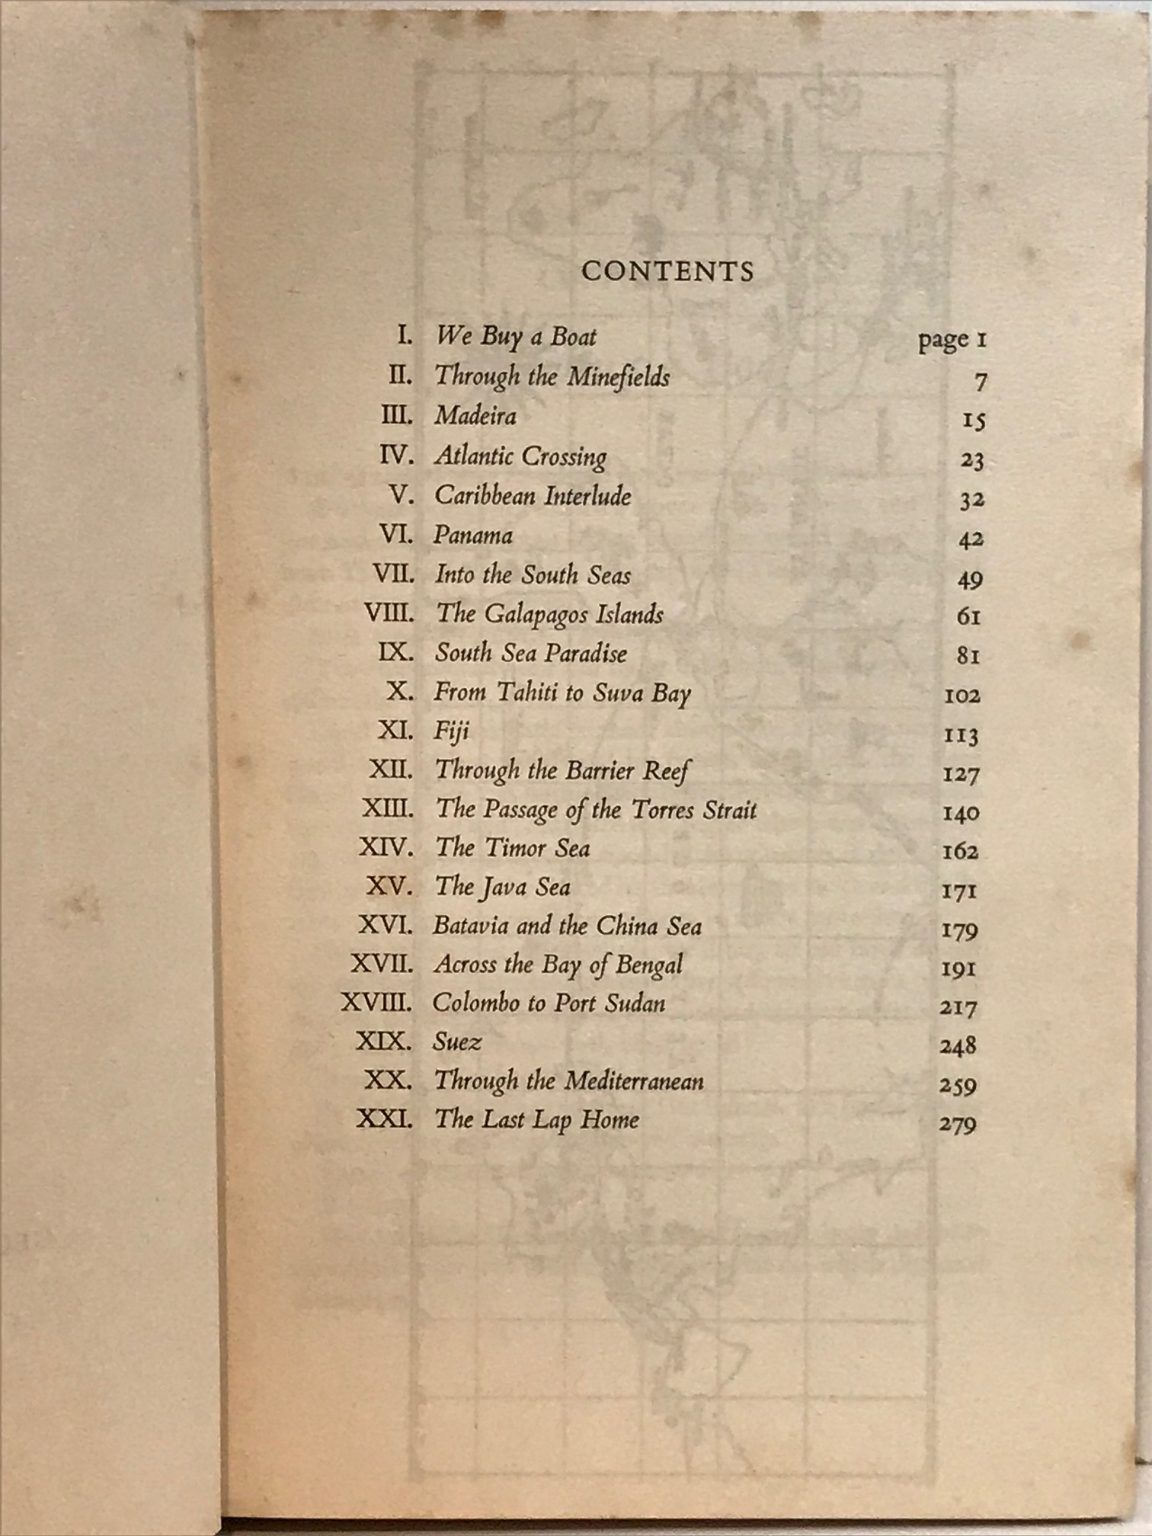 CONTENTS
I. We Buy a Boat page 1
II. Through the Minefields 7
III. Madeira 15
IV. Atlantic Crossing 23
V. Caribbean Interlude 32
VI. Panama 42
VII. Into the South Seas 49
VIII. The Galapagos Islands 61
IX. South Sea Paradise 81
X. From Tahiti to Suva Bay 102
XI. Fiji 113
XII. Through the Barrier Reef 127
XIII. The Passage of the Torres Strait 140
XIV. The Timor Sea 162
XV. The Java Sea 171
XVI. Batavia and the China Sea 179
XVII. Across the Bay of Bengal 191
XVIII. Colombo to Port Sudan 217
XIX. Suez 248
XX. Through the Mediterranean 259
XXI. The Last Lap Home 279